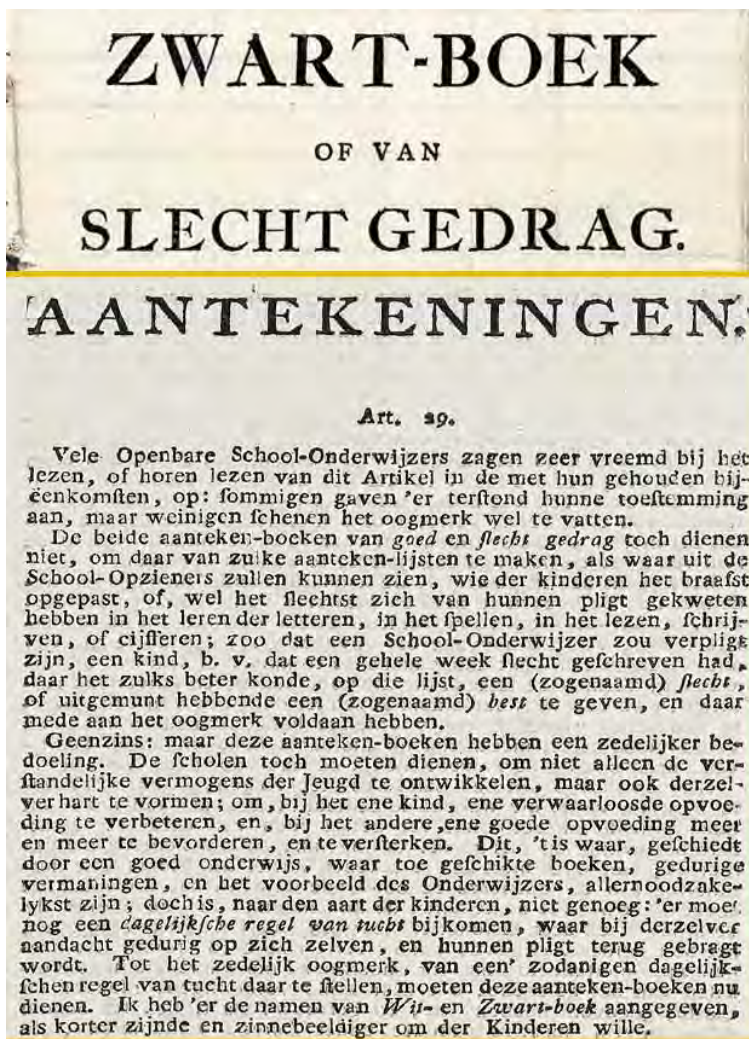 ZWART-BOEK
OF VAN
SLECHT GEDRAG.
AANTEKENINGEN.
Art. 29.
Vele Openbare School-Onderwijzers zagen zeer vreemd bij het
lezen, of horen lezen van dit Artikel in de met hun gehouden bij-
éenkomſten, op: ſommigen gaven 'er terſtond hunne toeſtemming
aan, maar weinigen ſchenen het oogmerk wel te vatten.
De beide aanteken-boeken van goed en ſlecht gedrag toch dienen
niet, om daar van zulke aanteken-lijsten te maken, als waar uit de
School-Opzieners zullen kunnen zien, wie der kinderen het braafst
opgepast, of, wel het ſlechtst zich van hunnen pligt gekweten
hebben in het leren der letteren, in het ſpellen, in het lezen, ſchrij-
ven, of cijfferen; zoo dat een School-Onderwijzer zou verpligt
zijn, een kind, b. v. dat een gehele week ſlecht geſchreven had,
daar het zulks beter konde, op die lijst, een (zogenaamd) ſlecht,
of uitgemunt hebbende een (zogenaamd) best te geven, en daar
mede aan het oogmerk voldaan hebben.
Geenzins: maar deze aanteken-boeken hebben een zedelijker be-
doeling. De ſcholen toch moeten dienen, om niet alleen de ver-
ſtandelijke vermogens der Jeugd te ontwikkelen, maar ook derzel-
ver hart te vormen; om, bij het ene kind, ene verwaarloosde opvoe-
ding te verbeteren, en, bij het andere, ene goede opvoeding meer
en meer te bevorderen, en te verſterken. Dit, 't is waar, geſchiedt
door een goed onderwijs, waar toe geſchikte boeken, gedurige
vermaningen, en het voorbeeld des Onderwijzers, allernoodzake-
lykst zijn; doch is, naar den aart der kinderen, niet genoeg: 'er moet
nog een dagelijkſche regel van tucht bijkomen, waar bij derzelver
aandacht gedurig op zich zelven, en hunnen pligt terug gebragt
wordt. Tot het zedelijk oogmerk, van een' zodanigen dagelijk-
ſchen regel van tucht daar te ſtellen, moeten deze aanteken-boeken nu
dienen. Ik heb 'er de namen van Wit- en Zwart-boek aangegeven,
als korter zijnde en zinnebeeldiger om der Kinderen wille.